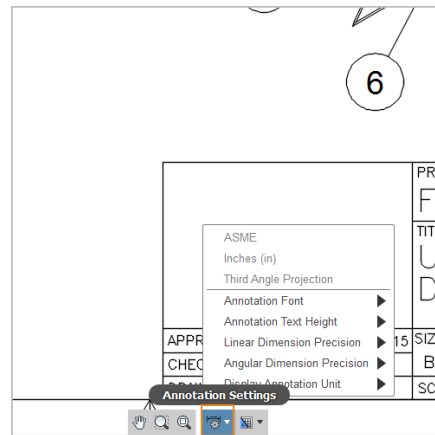 6
PR
F
TIT
U
D
ASME
Inches (in)
Third Angle Projection
Annotation Font
Annotation Text Height
Linear Dimension Precision
Angular Dimension Precision
Display Annotation Unit
APPR
15
SIZ
CHEC
B
SC
Annotation Settings